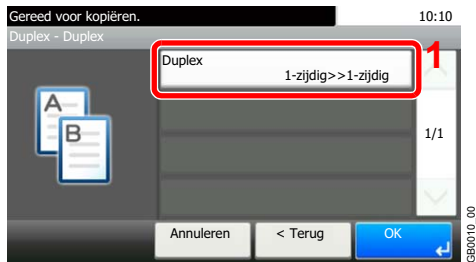 Gereed voor kopiëren. 10:10
Duplex - Duplex
Duplex
1-zijdig>>1-zijdig
1
A
B
1/1
Annuleren < Terug OK
GB0010_00